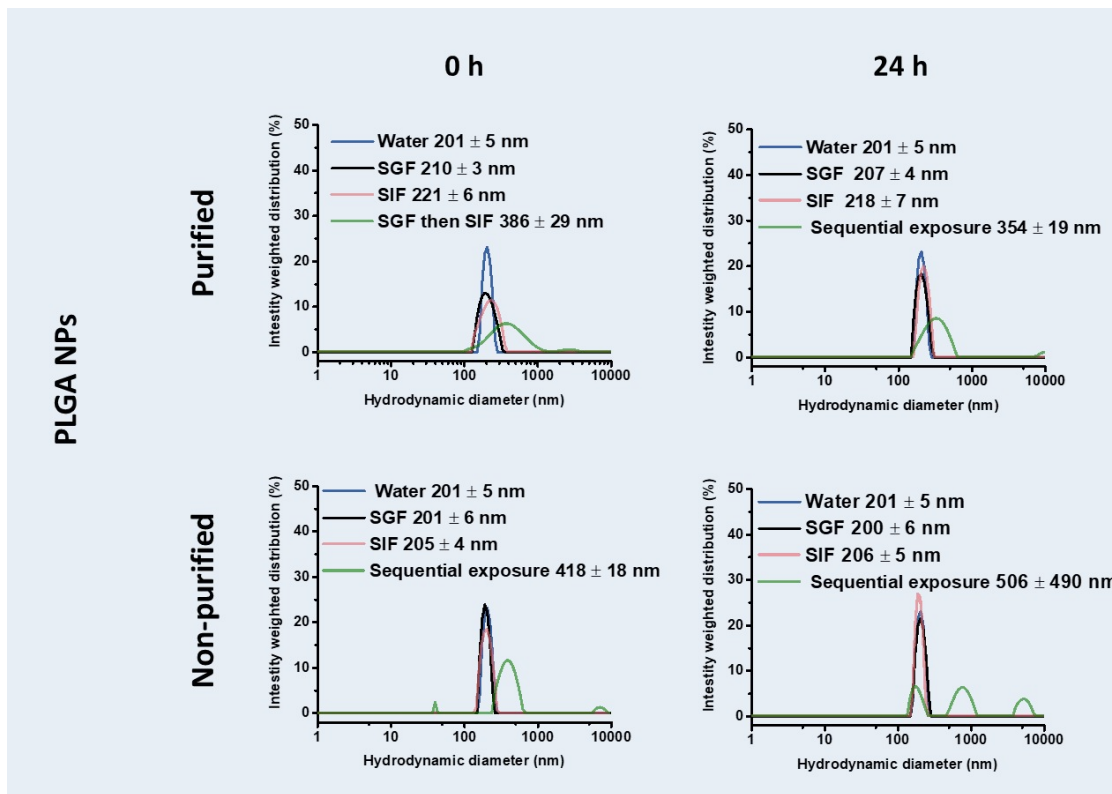 0 h
24 h
PLGA NPs
Purified
Intestity weighted distribution (%)
50
40
30
20
10
0
Water 201 ± 5 nm
SGF 210 ± 3 nm
SIF 221 ± 6 nm
SGF then SIF 386 ± 29 nm
1 10 100 1000 10000
Hydrodynamic diameter (nm)
Intestity weighted distribution (%)
50
40
30
20
10
0
Water 201 ± 5 nm
SGF 207 ± 4 nm
SIF 218 ± 7 nm
Sequential exposure 354 ± 19 nm
1 10 100 1000 10000
Hydrodynamic diameter (nm)
Non-purified
Intestity weighted distribution (%)
50
40
30
20
10
0
Water 201 ± 5 nm
SGF 201 ± 6 nm
SIF 205 ± 4 nm
Sequential exposure 418 ± 18 nm
1 10 100 1000 10000
Hydrodynamic diameter (nm)
Intestity weighted distribution (%)
50
40
30
20
10
0
Water 201 ± 5 nm
SGF 200 ± 6 nm
SIF 206 ± 5 nm
Sequential exposure 506 ± 490 nm
1 10 100 1000 10000
Hydrodynamic diameter (nm)